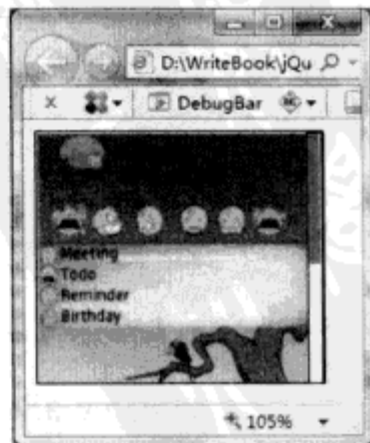 D:\WriteBook\jQu
× DebugBar
Meeting
Todo
Reminder
Birthday
105%